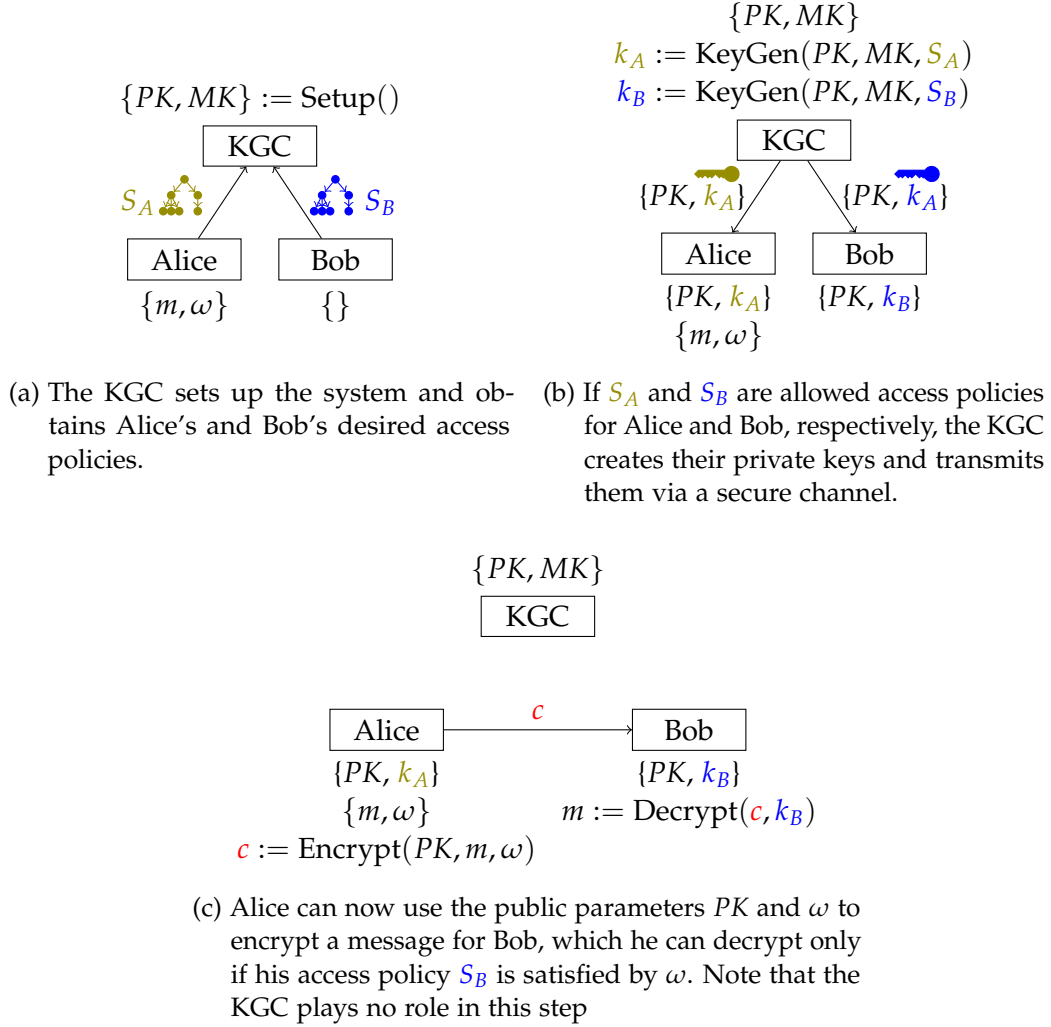 {PK, MK} := Setup()
KGC
S_A
S_B
Alice
Bob
{m, ω}
{}
(a) The KGC sets up the system and ob-
tains Alice's and Bob's desired access
policies.
{PK, MK}
k_A := KeyGen(PK, MK, S_A)
k_B := KeyGen(PK, MK, S_B)
KGC
{PK, k_A}
{PK, k_A}
Alice
Bob
{PK, k_A}
{PK, k_B}
{m, ω}
(b) If S_A and S_B are allowed access policies
for Alice and Bob, respectively, the KGC
creates their private keys and transmits
them via a secure channel.
{PK, MK}
KGC
c
Alice
Bob
{PK, k_A}
{PK, k_B}
{m, ω}
m := Decrypt(c, k_B)
c := Encrypt(PK, m, ω)
(c) Alice can now use the public parameters PK and ω to
encrypt a message for Bob, which he can decrypt only
if his access policy S_B is satisfied by ω. Note that the
KGC plays no role in this step